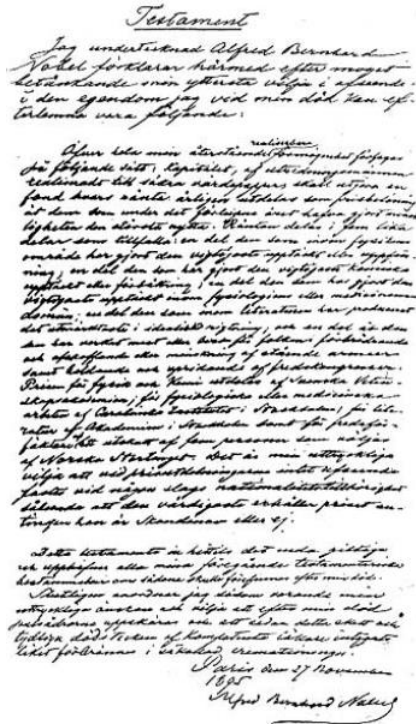 Testament
Jag undertecknad Alfred Bernhard
Nobel förklarar härmed efter moget
betänkande min yttersta vilja i afseende
å den egendom jag vid min död kan ef-
terlemna vara följande:
realiserbara
Öfver hela min återstående förmögenhet förfogas
på följande sätt: Kapitalet, af utredningsmännen
realiserade till säkra värdepapper, skall utgöra en
fond hvars ränta årligen utdelas som prisbelöning
åt dem som under det förlupne året hafva gjort men-
skligheten den största nytta. Räntan delas i fem lika
delar som tillfalla: en del den som inom fysikens
område har gjort den vigtigaste upptäckt eller uppfin-
ning; en del den som har gjort den vigtigaste kemiska
upptäckt eller förbättring; en del den som har gjort den
vigtigaste upptäckt inom fysiologiens eller medicinens
domän; en del den som inom literaturen har producerat
det utmärktaste i idealisk rigtning; och en del åt den
som har verkat mest eller best för folkens förbrödrande
och afskaffande eller minskning af stående armeer
samt bildande och spridande af fredskongresser.
Prisen för fysik och kemi utdelas af Svenska Veten-
skapsakademien; för fysiologiska eller medicinska
arbeten af Carolinska Institutet i Stockholm; för lite-
ratur af Akademien i Stockholm samt för fredsför-
fäktare af ett utskott af fem personer som väljas
af Norska Stortinget. Det är min uttryckliga
vilja att vid prisutdelningarne intet afseende
fästes vid någon slags nationalitetstillhörighet
sålunda att den värdigaste erhåller priset an-
tingen han är Skandinav eller ej.
Detta testamente är hittills det enda giltiga
och upphäfver alla mina föregående testamentariska
bestämmelser om sådane skulle förefinnas efter min död.
Slutligen anordnar jag såsom varande min
uttryckliga önskan och vilja att efter min död
pulsådrorna uppskäras och att sedan detta skett och
tydliga dödstecken af kompetente läkare intygats
liket förbrännes i såkallad cremationsugn.
Paris den 27 November
1895
Alfred Bernhard Nobel